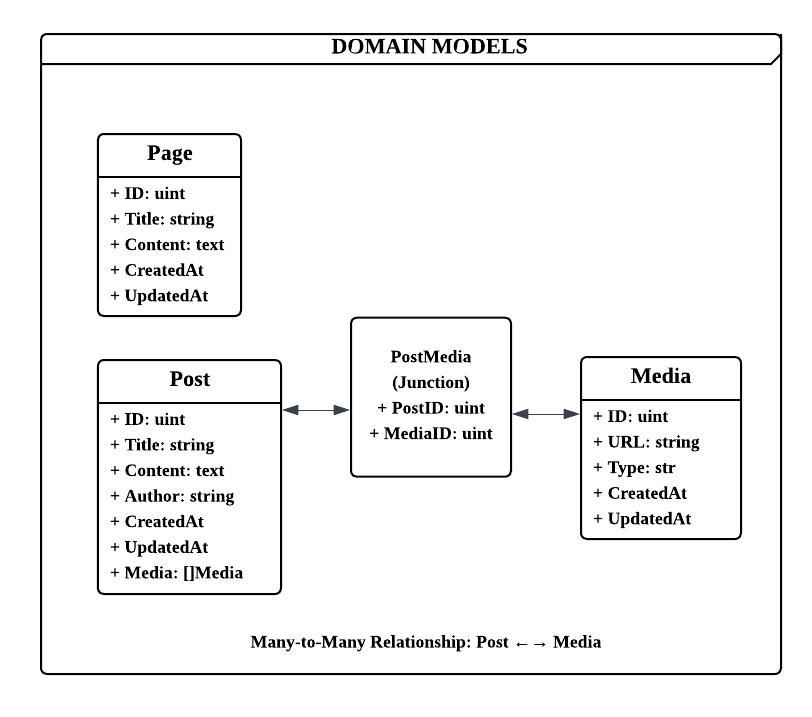 DOMAIN MODELS
Page
+ ID: uint
+ Title: string
+ Content: text
+ CreatedAt
+ UpdatedAt
Post
+ ID: uint
+ Title: string
+ Content: text
+ Author: string
+ CreatedAt
+ UpdatedAt
+ Media: []Media
PostMedia
(Junction)
+ PostID: uint
+ MediaID: uint
Media
+ ID: uint
+ URL: string
+ Type: str
+ CreatedAt
+ UpdatedAt
Many-to-Many Relationship: Post ←→ Media